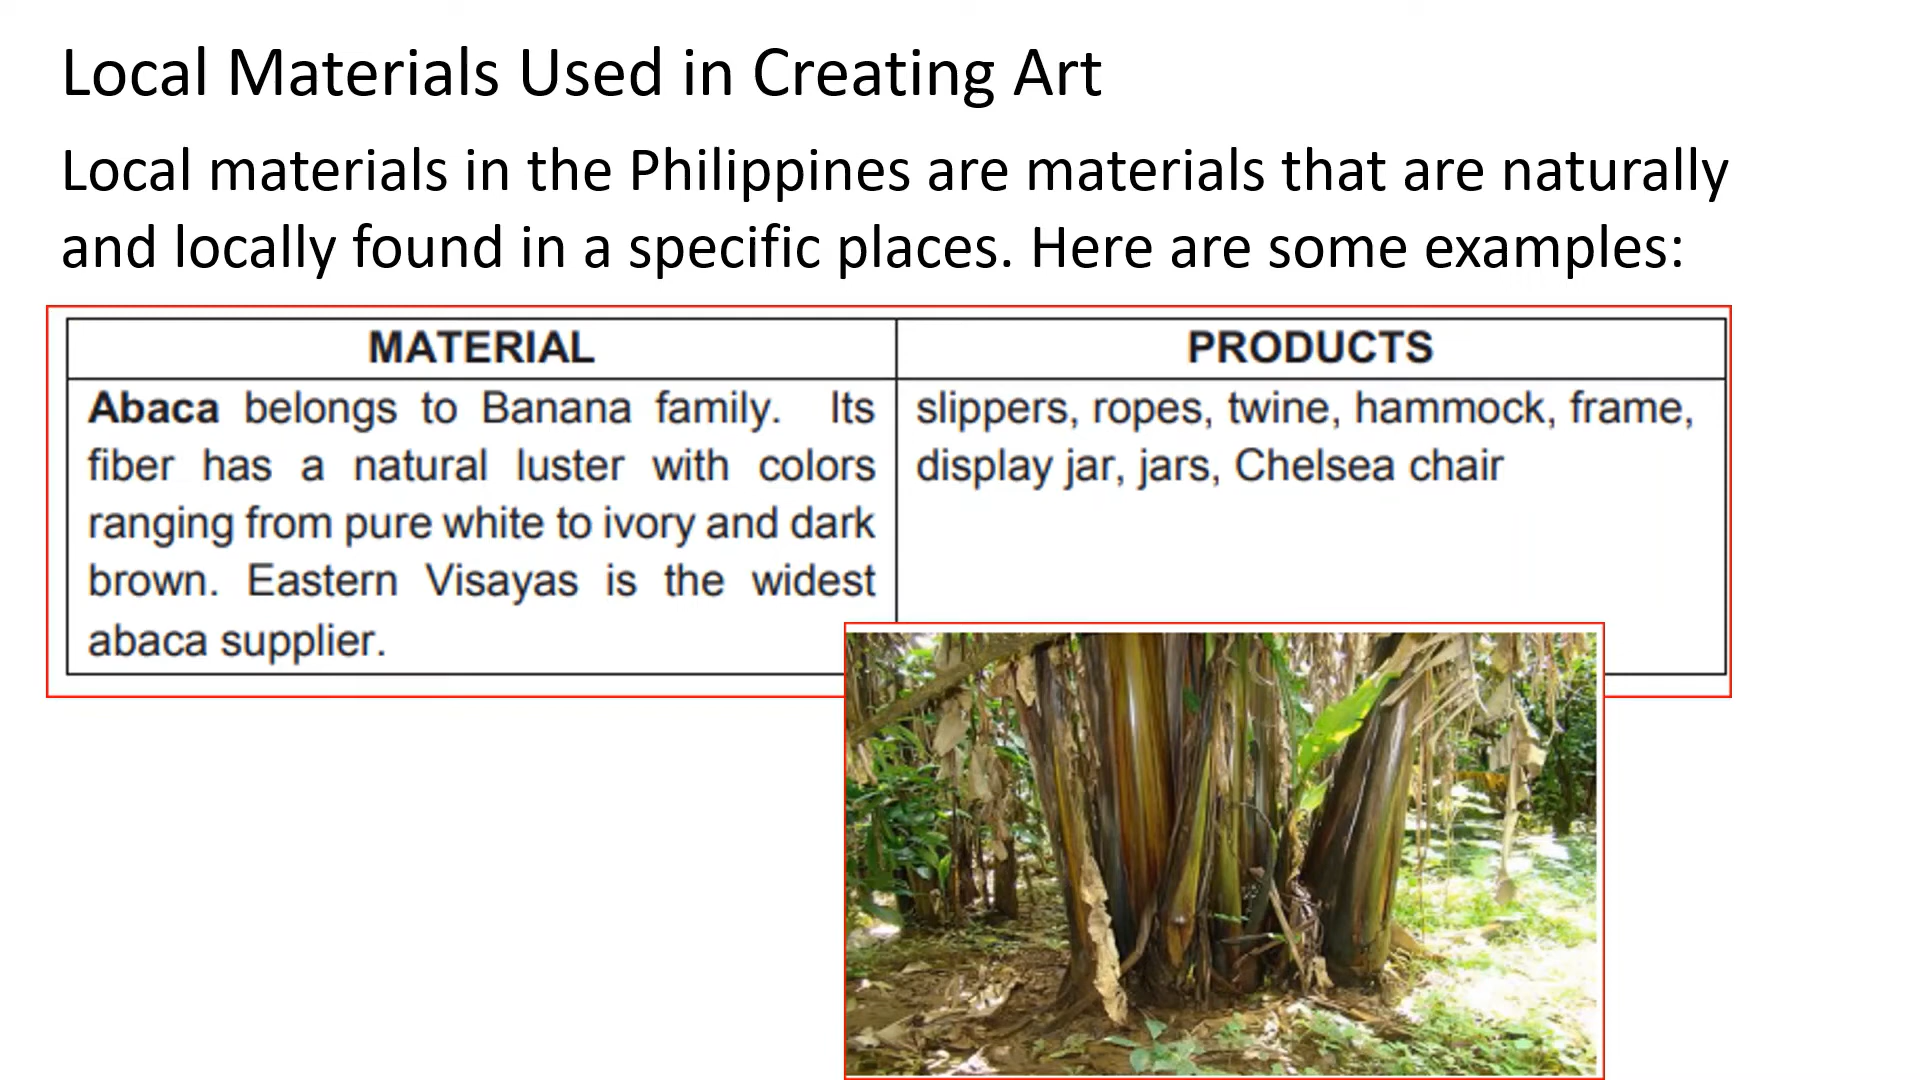 Local Materials Used in Creating Art
Local materials in the Philippines are materials that are naturally
and locally found in a specific places. Here are some examples:
MATERIAL
Abaca belongs to Banana family. Its
fiber has a natural luster with colors
ranging from pure white to ivory and dark
brown. Eastern Visayas is the widest
abaca supplier.
PRODUCTS
slippers, ropes, twine, hammock, frame,
display jar, jars, Chelsea chair